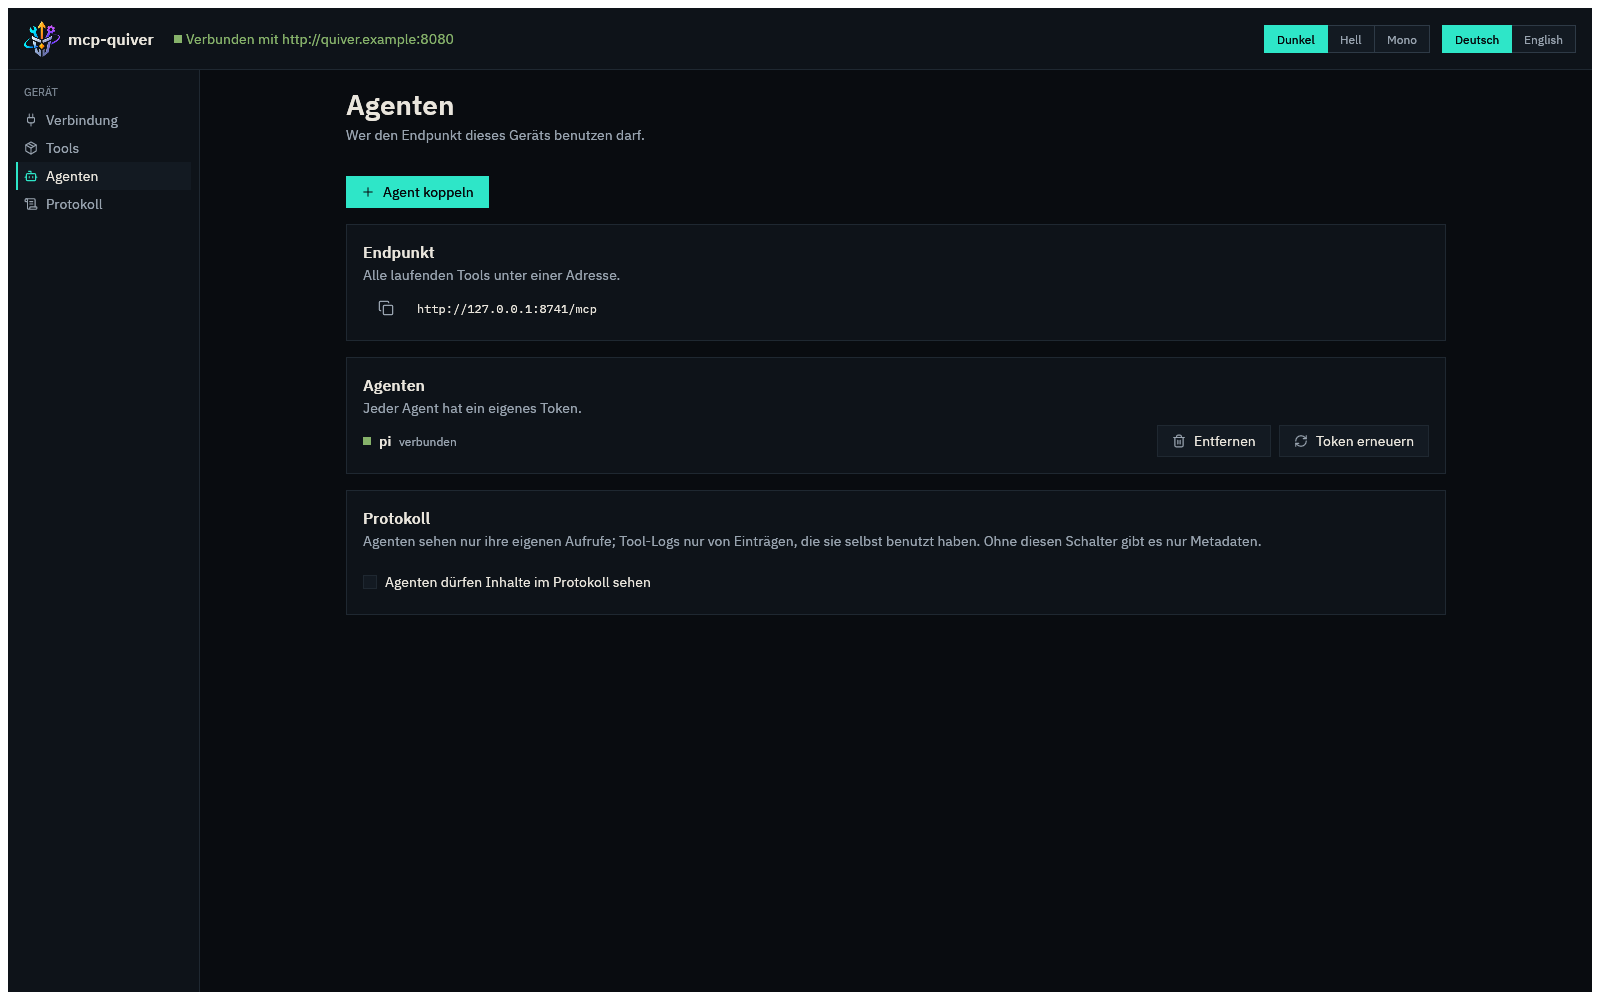 mcp-quiver
Verbunden mit http://quiver.example:8080
Dunkel Hell Mono Deutsch English
GERÄT
Verbindung
Tools
Agenten
Protokoll
Agenten
Wer den Endpunkt dieses Geräts benutzen darf.
Agent koppeln
Endpunkt
Alle laufenden Tools unter einer Adresse.
http://127.0.0.1:8741/mcp
Agenten
Jeder Agent hat ein eigenes Token.
pi verbunden Entfernen Token erneuern
Protokoll
Agenten sehen nur ihre eigenen Aufrufe; Tool-Logs nur von Einträgen, die sie selbst benutzt haben. Ohne diesen Schalter gibt es nur Metadaten.
Agenten dürfen Inhalte im Protokoll sehen